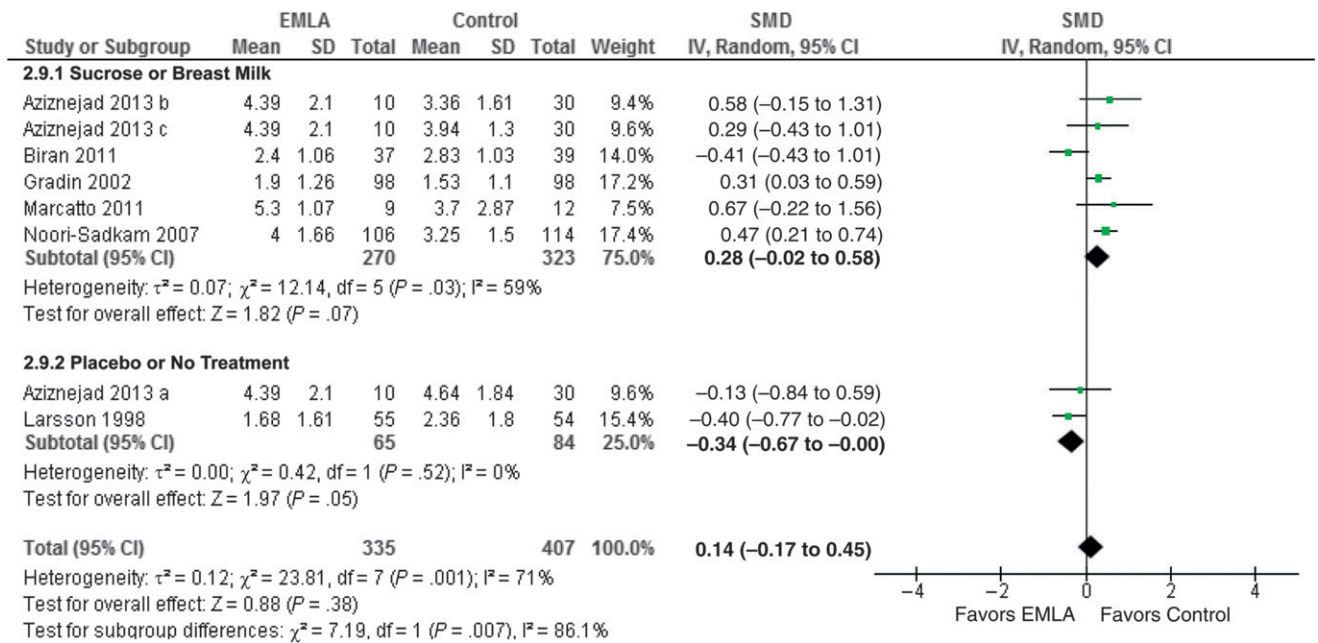 EMLA Control SMD SMD
Study or Subgroup Mean SD Total Mean SD Total Weight IV, Random, 95% CI IV, Random, 95% CI
2.9.1 Sucrose or Breast Milk
Aziznejad 2013 b 4.39 2.1 10 3.36 1.61 30 9.4% 0.58 (–0.15 to 1.31)
Aziznejad 2013 c 4.39 2.1 10 3.94 1.3 30 9.6% 0.29 (–0.43 to 1.01)
Biran 2011 2.4 1.06 37 2.83 1.03 39 14.0% –0.41 (–0.43 to 1.01)
Gradin 2002 1.9 1.26 98 1.53 1.1 98 17.2% 0.31 (0.03 to 0.59)
Marcatto 2011 5.3 1.07 9 3.7 2.87 12 7.5% 0.67 (–0.22 to 1.56)
Noori-Sadkam 2007 4 1.66 106 3.25 1.5 114 17.4% 0.47 (0.21 to 0.74)
Subtotal (95% CI) 270 323 75.0% 0.28 (–0.02 to 0.58)
Heterogeneity: τ² = 0.07; χ² = 12.14, df = 5 (P = .03); I² = 59%
Test for overall effect: Z = 1.82 (P = .07)
2.9.2 Placebo or No Treatment
Aziznejad 2013 a 4.39 2.1 10 4.64 1.84 30 9.6% –0.13 (–0.84 to 0.59)
Larsson 1998 1.68 1.61 55 2.36 1.8 54 15.4% –0.40 (–0.77 to –0.02)
Subtotal (95% CI) 65 84 25.0% –0.34 (–0.67 to –0.00)
Heterogeneity: τ² = 0.00; χ² = 0.42, df = 1 (P = .52); I² = 0%
Test for overall effect: Z = 1.97 (P = .05)
Total (95% CI) 335 407 100.0% 0.14 (–0.17 to 0.45)
Heterogeneity: τ² = 0.12; χ² = 23.81, df = 7 (P = .001); I² = 71%
Test for overall effect: Z = 0.88 (P = .38)
Test for subgroup differences: χ² = 7.19, df = 1 (P = .007), I² = 86.1%
–4 –2 0 2 4
Favors EMLA Favors Control